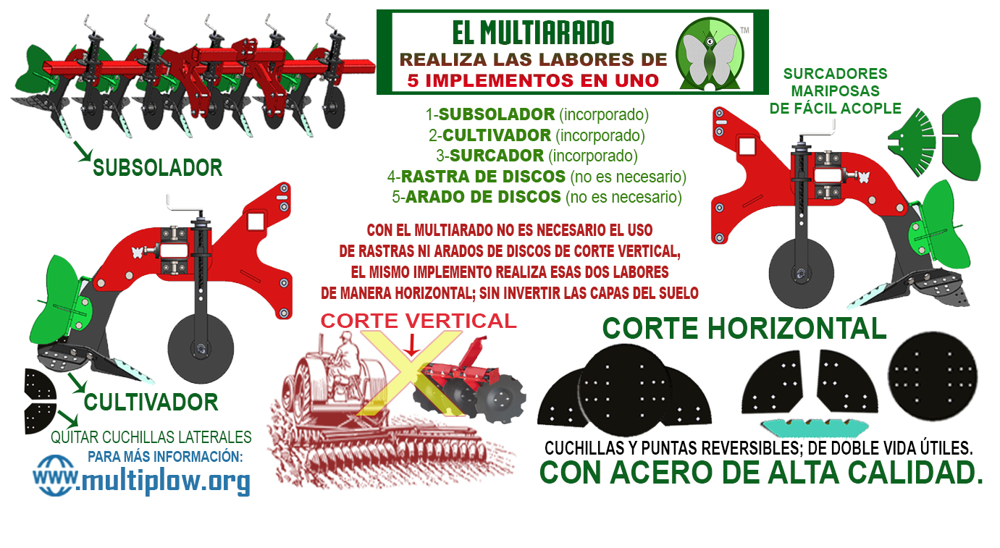 EL MULTIARADO
REALIZA LAS LABORES DE
5 IMPLEMENTOS EN UNO
TM
1-SUBSOLADOR (incorporado)
2-CULTIVADOR (incorporado)
3-SURCADOR (incorporado)
4-RASTRA DE DISCOS (no es necesario)
5-ARADO DE DISCOS (no es necesario)
SURCADORES
MARIPOSAS
DE FÁCIL ACOPLE
SUBSOLADOR
CON EL MULTIARADO NO ES NECESARIO EL USO
DE RASTRAS NI ARADOS DE DISCOS DE CORTE VERTICAL,
EL MISMO IMPLEMENTO REALIZA ESAS DOS LABORES
DE MANERA HORIZONTAL; SIN INVERTIR LAS CAPAS DEL SUELO
CORTE VERTICAL
CORTE HORIZONTAL
CULTIVADOR
QUITAR CUCHILLAS LATERALES
PARA MÁS INFORMACIÓN:
www.multiplow.org
CUCHILLAS Y PUNTAS REVERSIBLES; DE DOBLE VIDA ÚTILES.
CON ACERO DE ALTA CALIDAD.